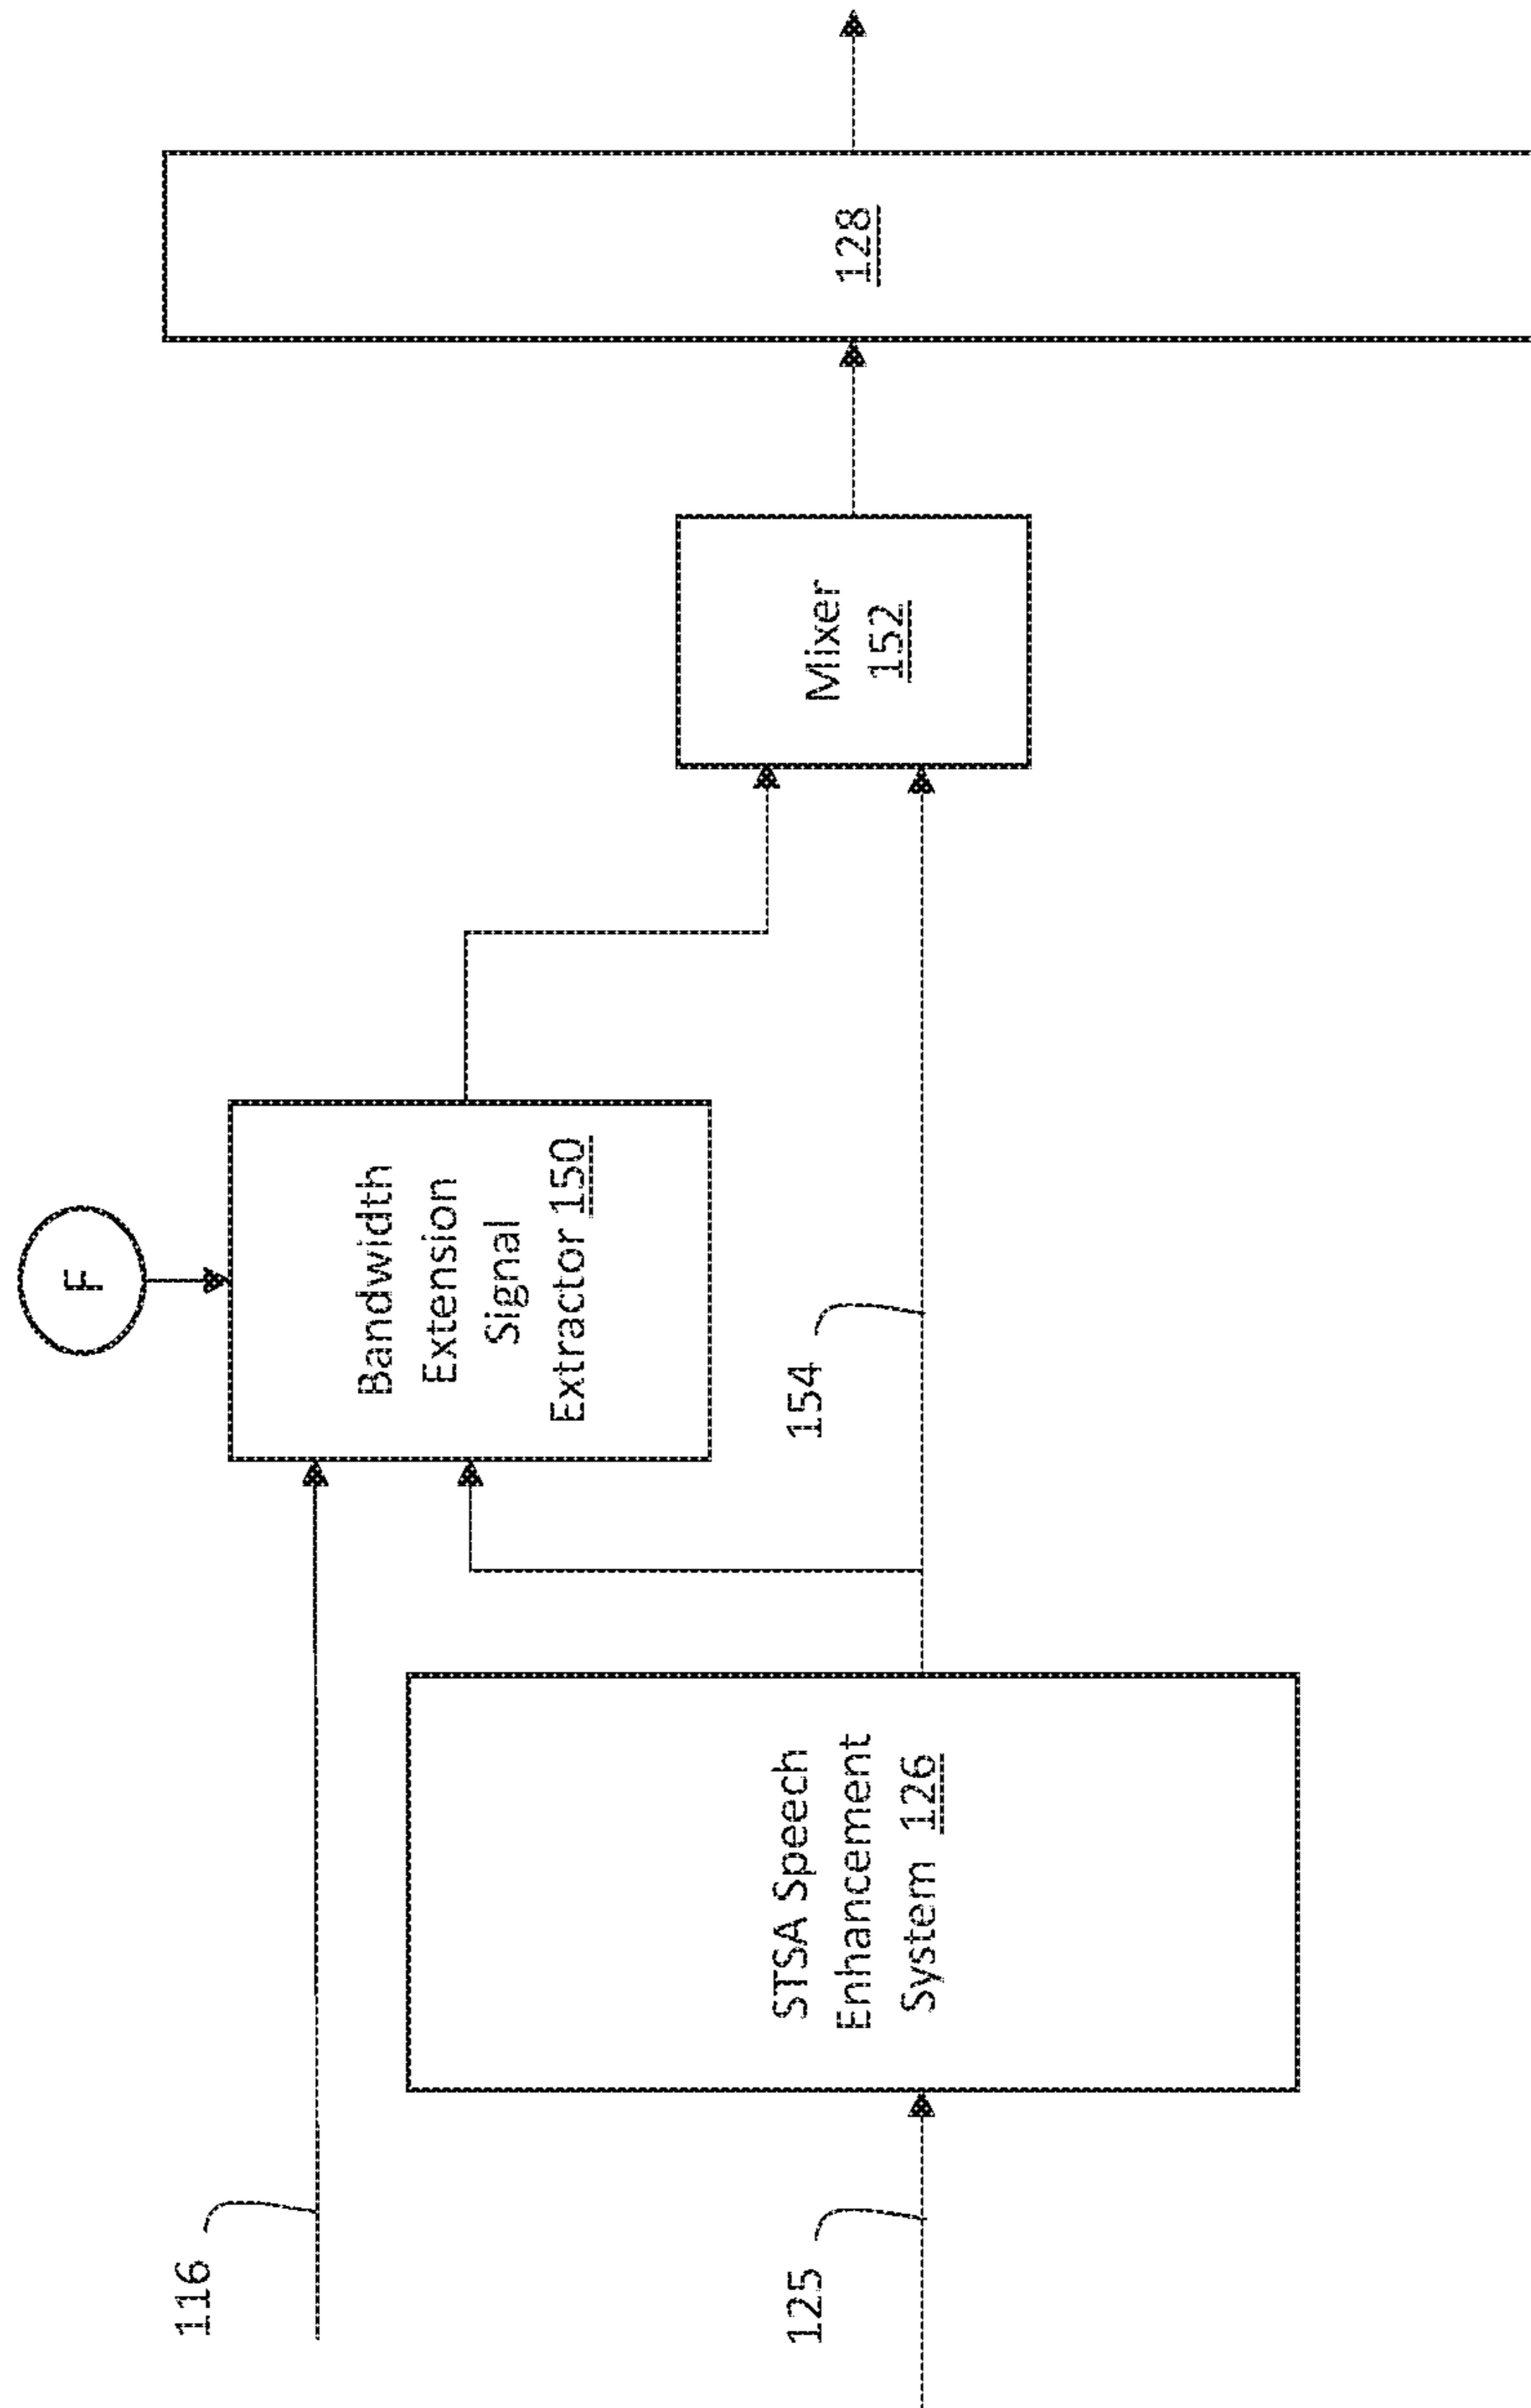 116
125
STSA Speech
Enhancement
System 126
F
Bandwidth
Extension
Signal
Extractor 150
154
Mixer
152
128